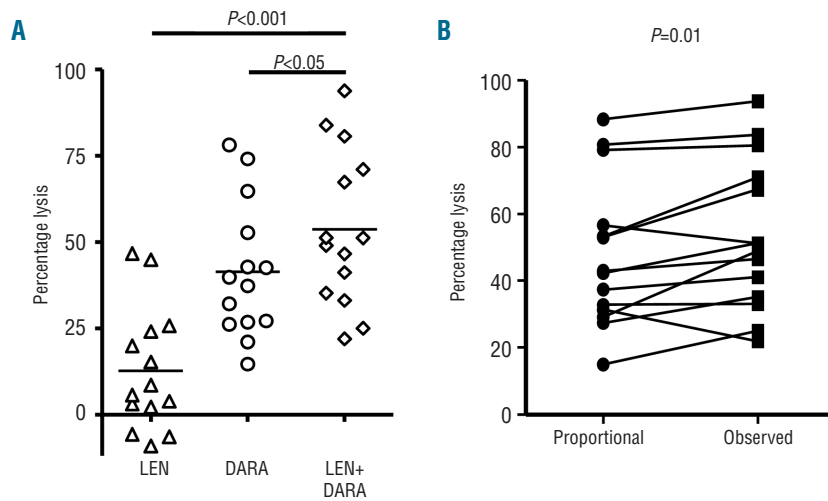 A
P<0.001
P<0.05
Percentage lysis
100
75
50
25
0
LEN
DARA
LEN+
DARA
B
P=0.01
Percentage lysis
100
80
60
40
20
0
Proportional
Observed